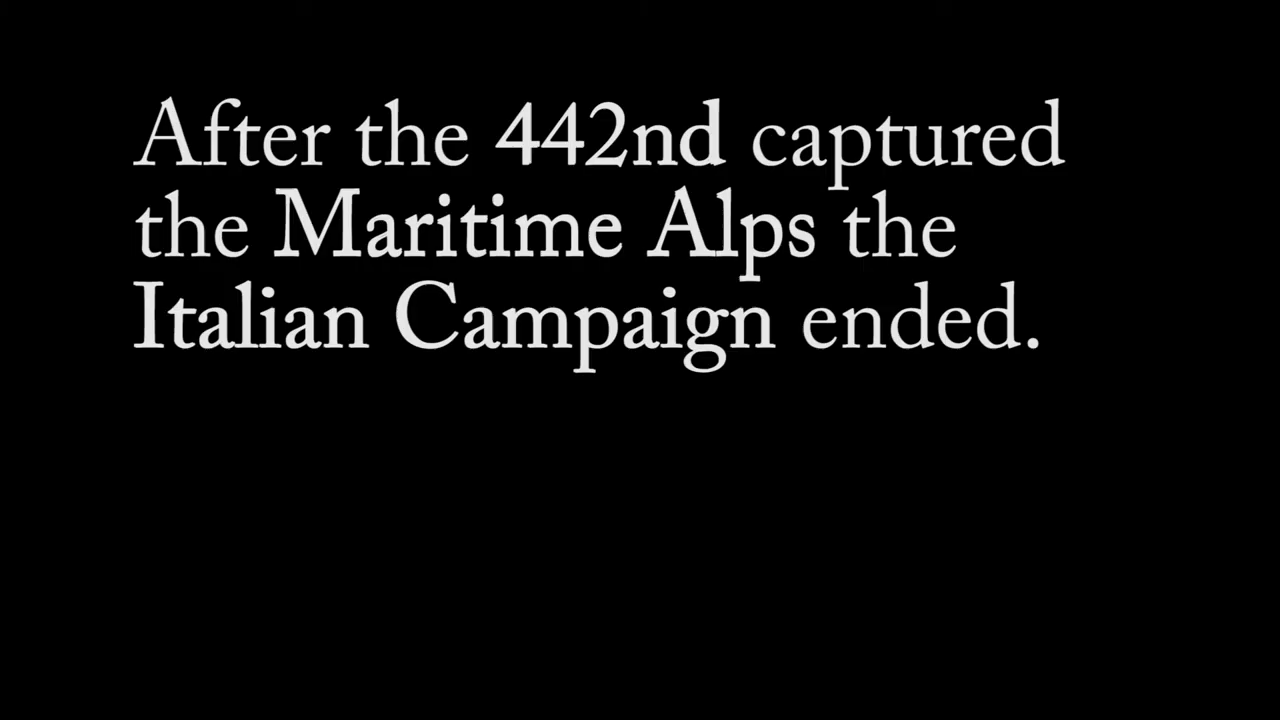 After the 442nd captured
the Maritime Alps the
Italian Campaign ended.